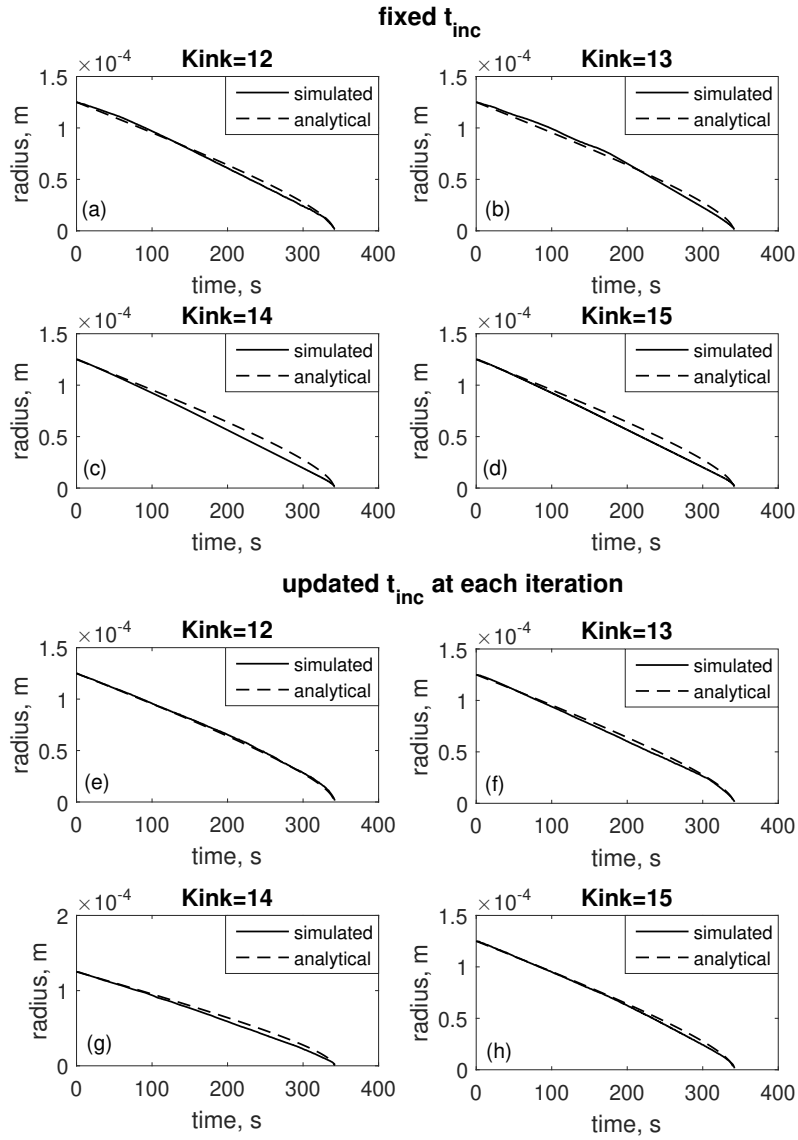 fixed t_inc
Kink=12
×10^-4
1.5
1
0.5
0
radius, m
simulated
analytical
(a)
0 100 200 300 400
time, s
Kink=13
×10^-4
1.5
1
0.5
0
radius, m
simulated
analytical
(b)
0 100 200 300 400
time, s
Kink=14
×10^-4
1.5
1
0.5
0
radius, m
simulated
analytical
(c)
0 100 200 300 400
time, s
Kink=15
×10^-4
1.5
1
0.5
0
radius, m
simulated
analytical
(d)
0 100 200 300 400
time, s
updated t_inc at each iteration
Kink=12
×10^-4
1.5
1
0.5
0
radius, m
simulated
analytical
(e)
0 100 200 300 400
time, s
Kink=13
×10^-4
1.5
1
0.5
0
radius, m
simulated
analytical
(f)
0 100 200 300 400
time, s
Kink=14
×10^-4
2
1
0
radius, m
simulated
analytical
(g)
0 100 200 300 400
time, s
Kink=15
×10^-4
1.5
1
0.5
0
radius, m
simulated
analytical
(h)
0 100 200 300 400
time, s